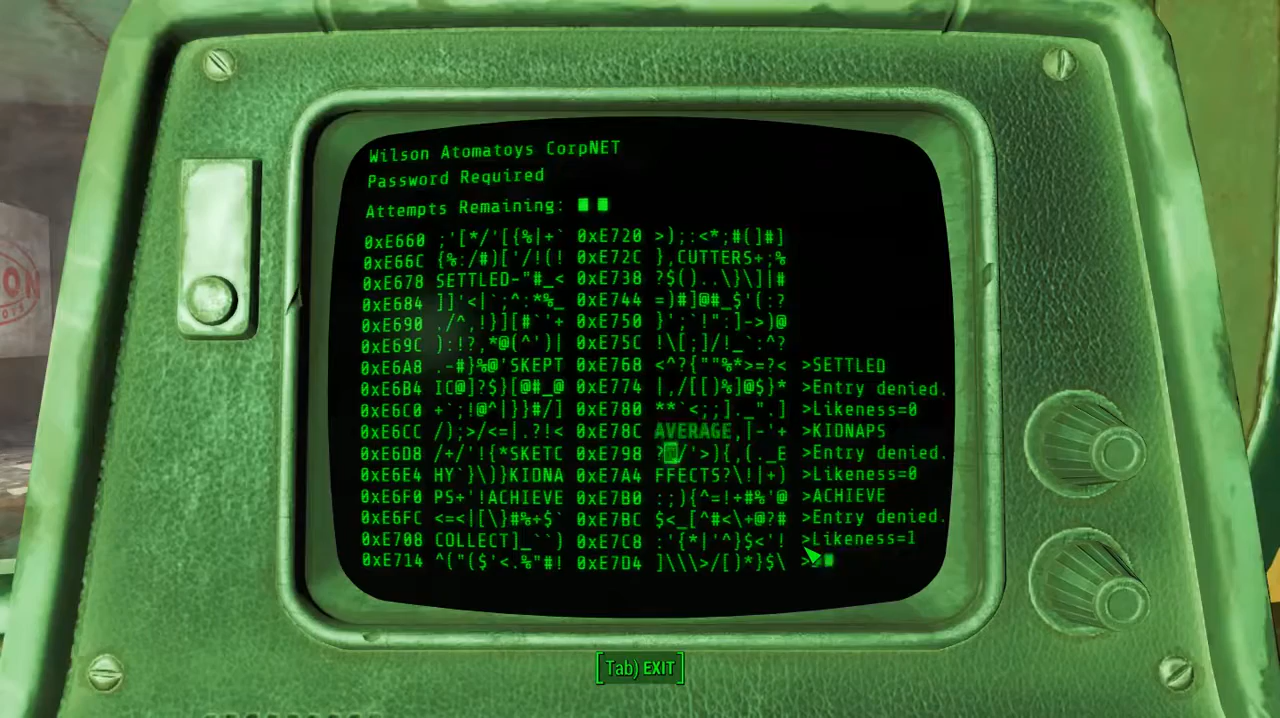 Wilson Atomatoys CorpNET
Password Required
Attempts Remaining: ■ ■
0xE660 ;'[*/'[{%|+` 0xE720 >);:<*;#(]#]
0xE66C {%:/#)['/!(! 0xE72C },CUTTERS+;%
0xE678 SETTLED-"#_< 0xE738 ?$()..\}\]|#
0xE684 ]]'<|`;^:*%_ 0xE744 =)#]@#_$'(:?
0xE690 ./^,!}][#``+ 0xE750 }';`!":]->)@
0xE69C ):!?,*@(^')| 0xE75C !\[;]/!_`:^?
0xE6A8 .-#}%@'SKEPT 0xE768 <^?{""%*>=?< >SETTLED
0xE6B4 IC@]?$}[@#_@ 0xE774 |,/[[)%]@$}* >Entry denied.
0xE6C0 +`;!@^|}}#/] 0xE780 **`<;;]._",] >Likeness=0
0xE6CC /);>/<=|.?!< 0xE78C AVERAGE,|-'+ >KIDNAPS
0xE6D8 /+/'!{*SKETC 0xE798 ?@/'>){,(._E >Entry denied.
0xE6E4 HY`}\)}KIDNA 0xE7A4 FFECTS?\!|+) >Likeness=0
0xE6F0 PS+'!ACHIEVE 0xE7B0 :;){^=!+#%'@ >ACHIEVE
0xE6FC <=<|[\}#%+$` 0xE7BC $<_[^#<\+@?# >Entry denied.
0xE708 COLLECT]_``) 0xE7C8 :'{*|'^}$<'! >Likeness=1
0xE714 ^("($'<.%"#! 0xE7D4 ]\\\>/[)*}$\ >
Tab) EXIT